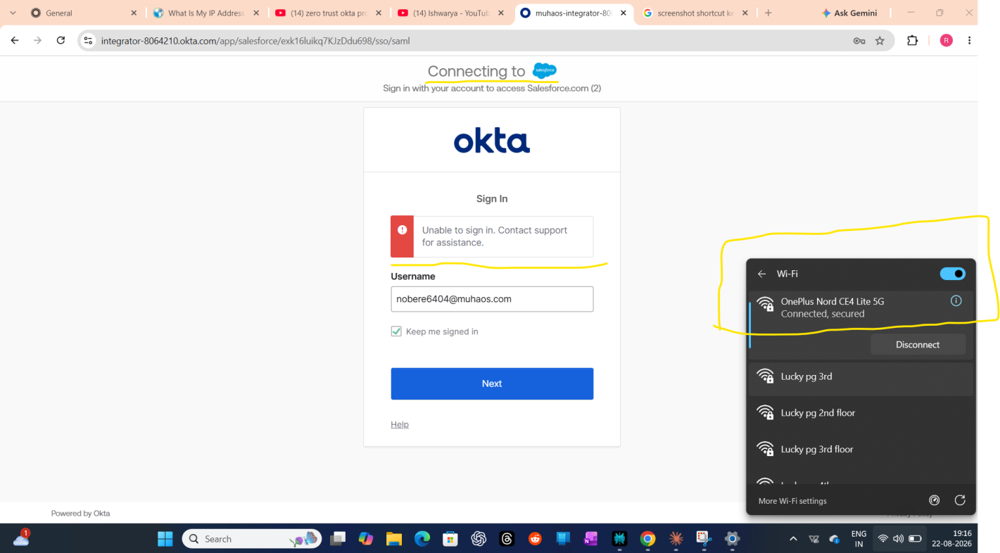 General
What Is My IP Address
(14) zero trust okta pro
(14) Ishwarya - YouTub
muhaos-integrator-80
screenshot shortcut ke
Ask Gemini
integrator-8064210.okta.com/app/salesforce/exk16luikq7KJzDdu698/sso/saml
R
Connecting to salesforce
Sign in with your account to access Salesforce.com (2)
okta
Sign In
Unable to sign in. Contact support
for assistance.
Username
nobere6404@muhaos.com
Keep me signed in
Next
Help
Wi-Fi
OnePlus Nord CE4 Lite 5G
Connected, secured
Disconnect
Lucky pg 3rd
Lucky pg 2nd floor
Lucky pg 3rd floor
More Wi-Fi settings
Powered by Okta
1
Search
ENG
IN
19:16
22-08-2026